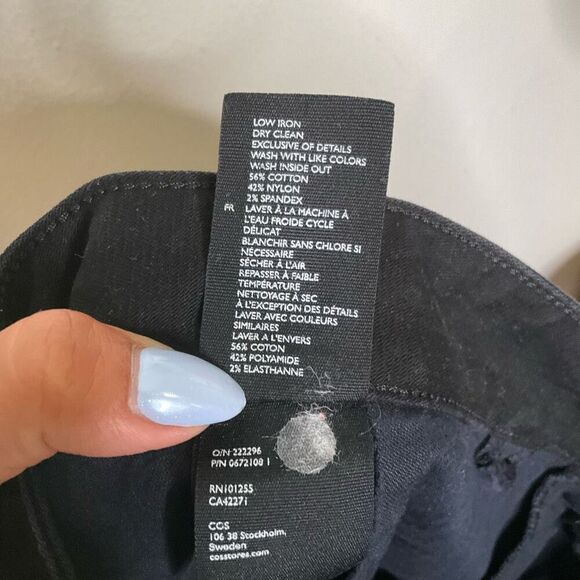 LOW IRON
DRY CLEAN
EXCLUSIVE OF DETAILS
WASH WITH LIKE COLORS
WASH INSIDE OUT
56% COTTON
42% NYLON
2% SPANDEX
FR LAVER À LA MACHINE À
L'EAU FROIDE CYCLE
DÉLICAT
BLANCHIR SANS CHLORE SI
NÉCESSAIRE
SÉCHER À L'AIR
REPASSER À FAIBLE
TEMPÉRATURE
NETTOYAGE À SEC
À L'EXCEPTION DES DÉTAILS
LAVER AVEC COULEURS
SIMILAIRES
LAVER A L'ENVERS
56% COTON
42% POLYAMIDE
2% ELASTHANNE
O/N 222296
P/N 0672108 1
RN101255
CA42271
COS
106 38 Stockholm,
Sweden
cosstores.com